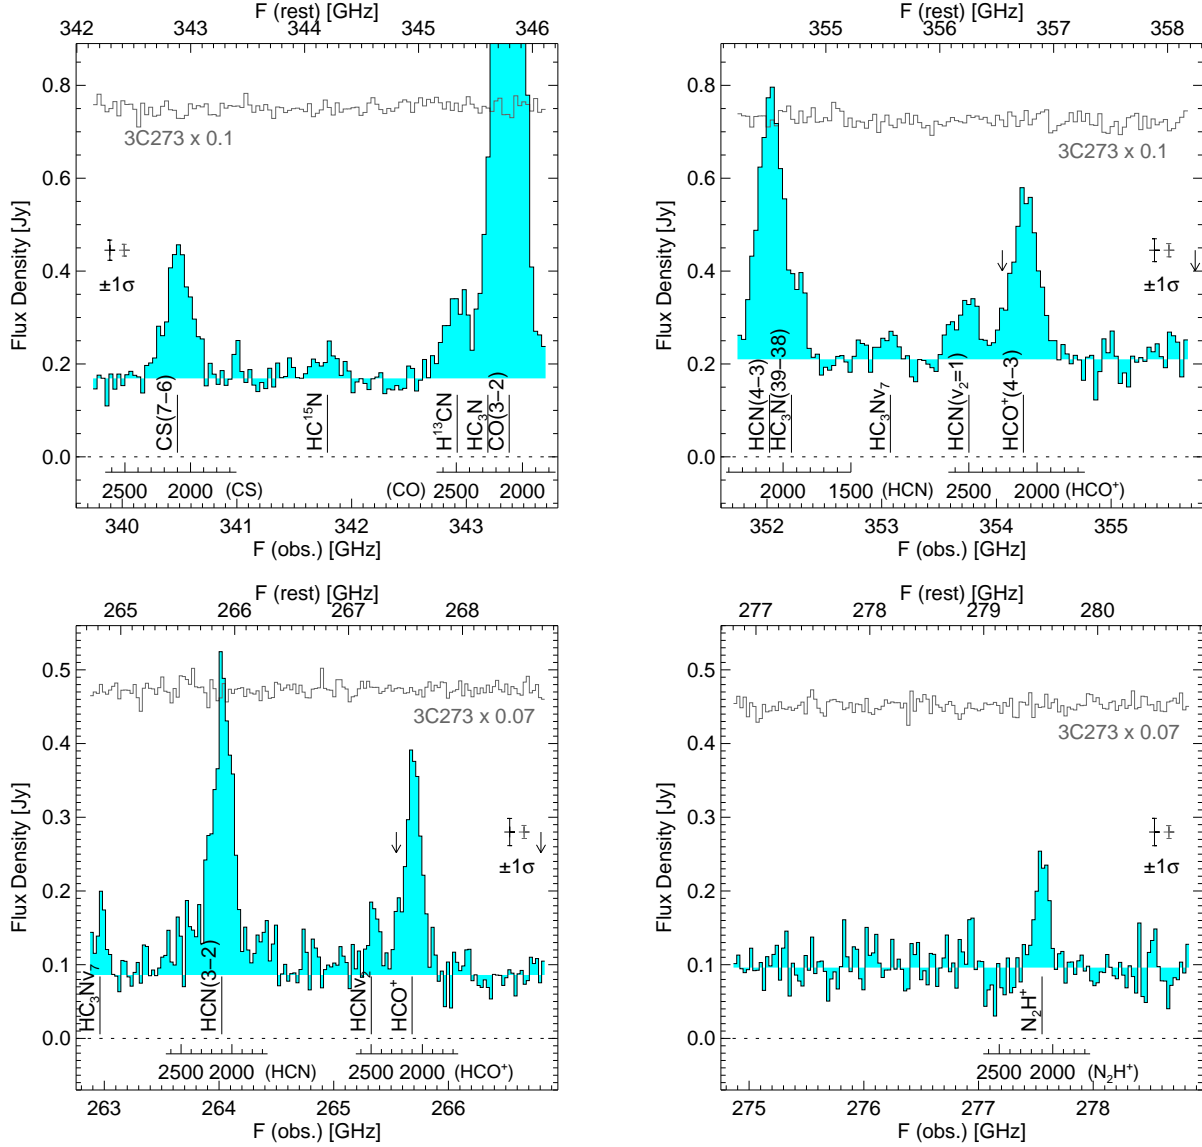 F (rest) [GHz]
342 343 344 345 346
Flux Density [Jy]
0.8
0.6
0.4
0.2
0.0
3C273 x 0.1
±1σ
CS(7–6)
HC¹⁵N
H¹³CN
HC₃N
CO(3–2)
2500 2000 (CS)
(CO) 2500 2000
340 341 342 343
F (obs.) [GHz]
F (rest) [GHz]
355 356 357 358
Flux Density [Jy]
0.8
0.6
0.4
0.2
0.0
3C273 x 0.1
±1σ
HCN(4–3)
HC₃N(39–38)
HC₃Nv₇
HCN(v₂=1)
HCO⁺(4–3)
2000 1500 (HCN)
2500 2000 (HCO⁺)
352 353 354 355
F (obs.) [GHz]
F (rest) [GHz]
265 266 267 268
Flux Density [Jy]
0.5
0.4
0.3
0.2
0.1
0.0
3C273 x 0.07
±1σ
HC₃Nv₇
HCN(3–2)
HCNv₂
HCO⁺
2500 2000 (HCN)
2500 2000 (HCO⁺)
263 264 265 266
F (obs.) [GHz]
F (rest) [GHz]
277 278 279 280
Flux Density [Jy]
0.5
0.4
0.3
0.2
0.1
0.0
3C273 x 0.07
±1σ
N₂H⁺
2500 2000 (N₂H⁺)
275 276 277 278
F (obs.) [GHz]